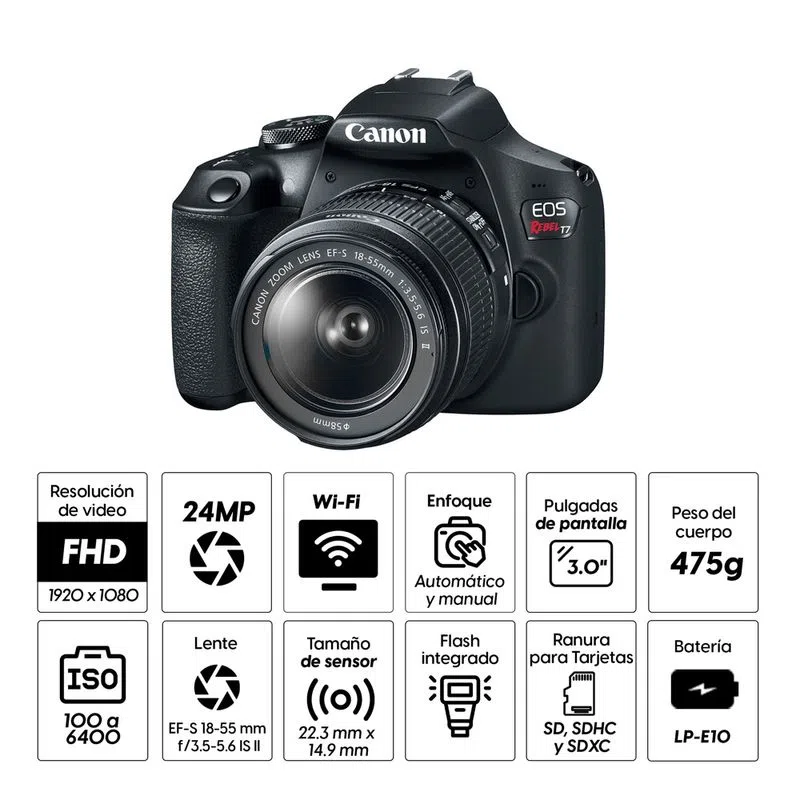 Canon
EOS
REBEL T7
Canon
CANON ZOOM LENS EF-S 18-55mm 1:3.5-5.6 IS II
Ø58mm
Resolución
de video
FHD
1920 x 1080
24MP
Wi-Fi
Enfoque
Automático
y manual
Pulgadas
de pantalla
3.0"
Peso del
cuerpo
475g
ISO
100 a
6400
Lente
EF-S 18-55 mm
f/3.5-5.6 IS II
Tamaño
de sensor
22.3 mm x
14.9 mm
Flash
integrado
Ranura
para Tarjetas
SD, SDHC
y SDXC
Batería
LP-E10